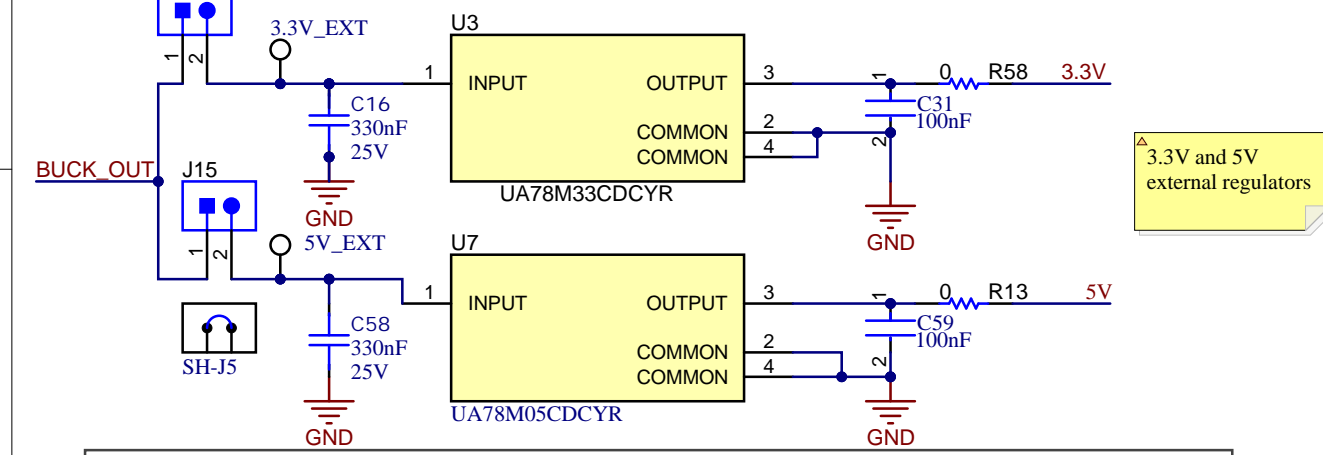 1
2
3.3V_EXT
U3
1
INPUT
OUTPUT
3
COMMON
2
COMMON
4
UA78M33CDCYR
C16
330nF
25V
GND
1
C31
100nF
2
0
R58
3.3V
GND
3.3V and 5V
external regulators
BUCK_OUT
J15
1
2
5V_EXT
SH-J5
U7
1
INPUT
OUTPUT
3
COMMON
2
COMMON
4
UA78M05CDCYR
C58
330nF
25V
GND
1
C59
100nF
2
0
R13
5V
GND